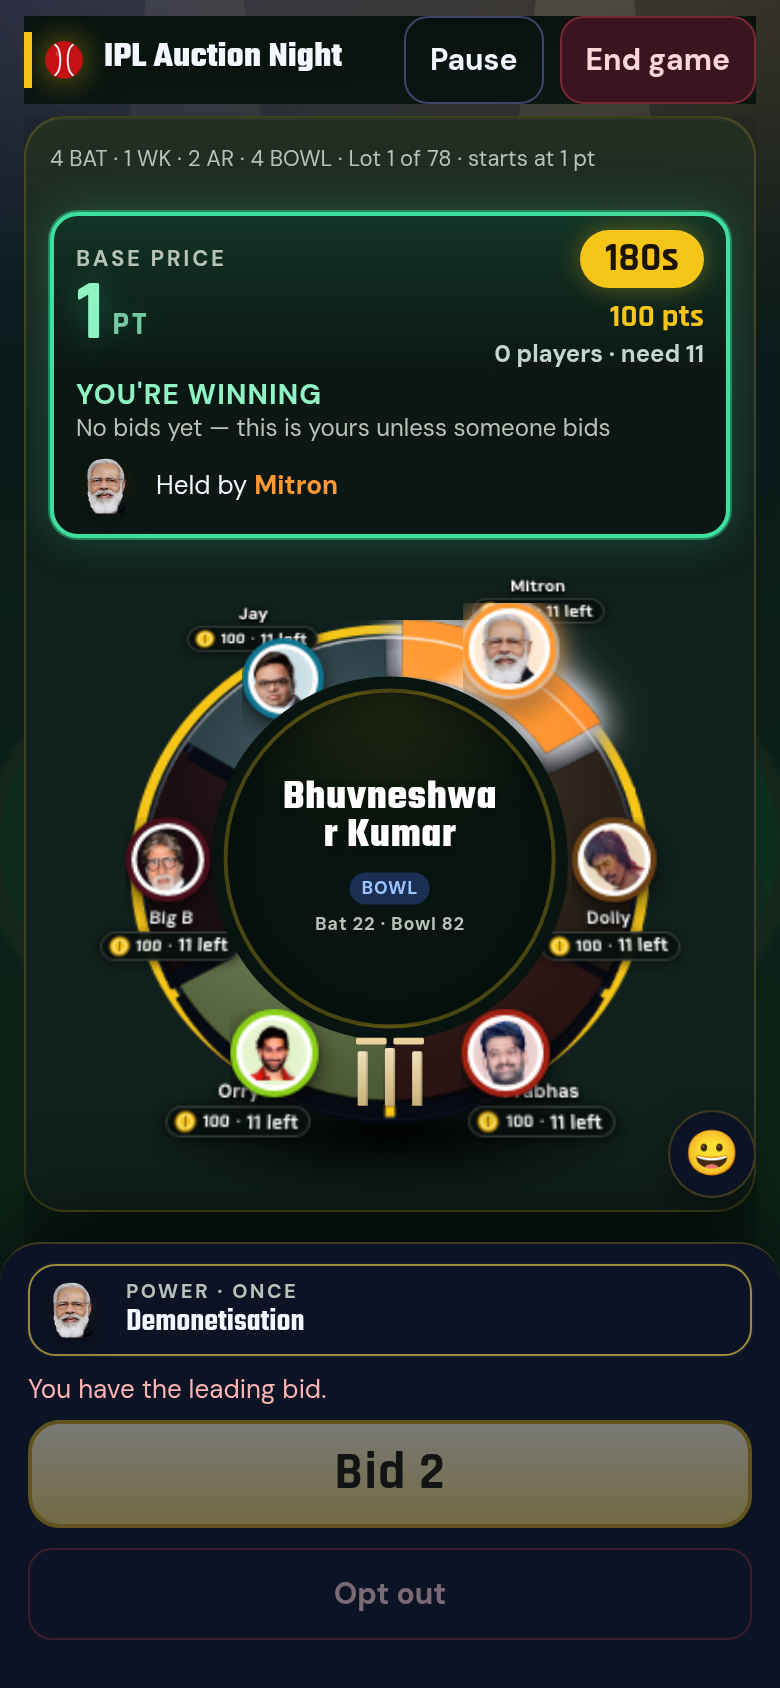 IPL Auction Night
Pause
End game
4 BAT · 1 WK · 2 AR · 4 BOWL · Lot 1 of 78 · starts at 1 pt
BASE PRICE
180s
1 PT
100 pts
0 players · need 11
YOU'RE WINNING
No bids yet — this is yours unless someone bids
Held by Mitron
Mitron
11 left
Jay
100 · 11 left
Bhuvneshwa
r Kumar
BOWL
Bat 22 · Bowl 82
Big B
100 · 11 left
Dolly
100 · 11 left
Orry
100 · 11 left
100 · 11 left
POWER · ONCE
Demonetisation
You have the leading bid.
Bid 2
Opt out